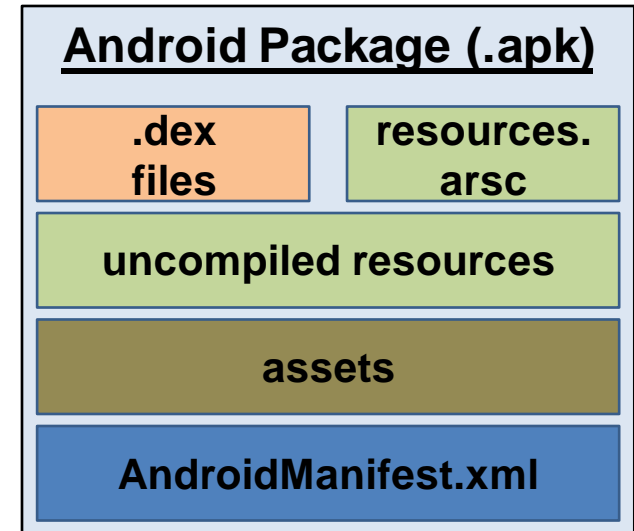 Android Package (.apk)
.dex
files
resources.
arsc
uncompiled resources
assets
AndroidManifest.xml